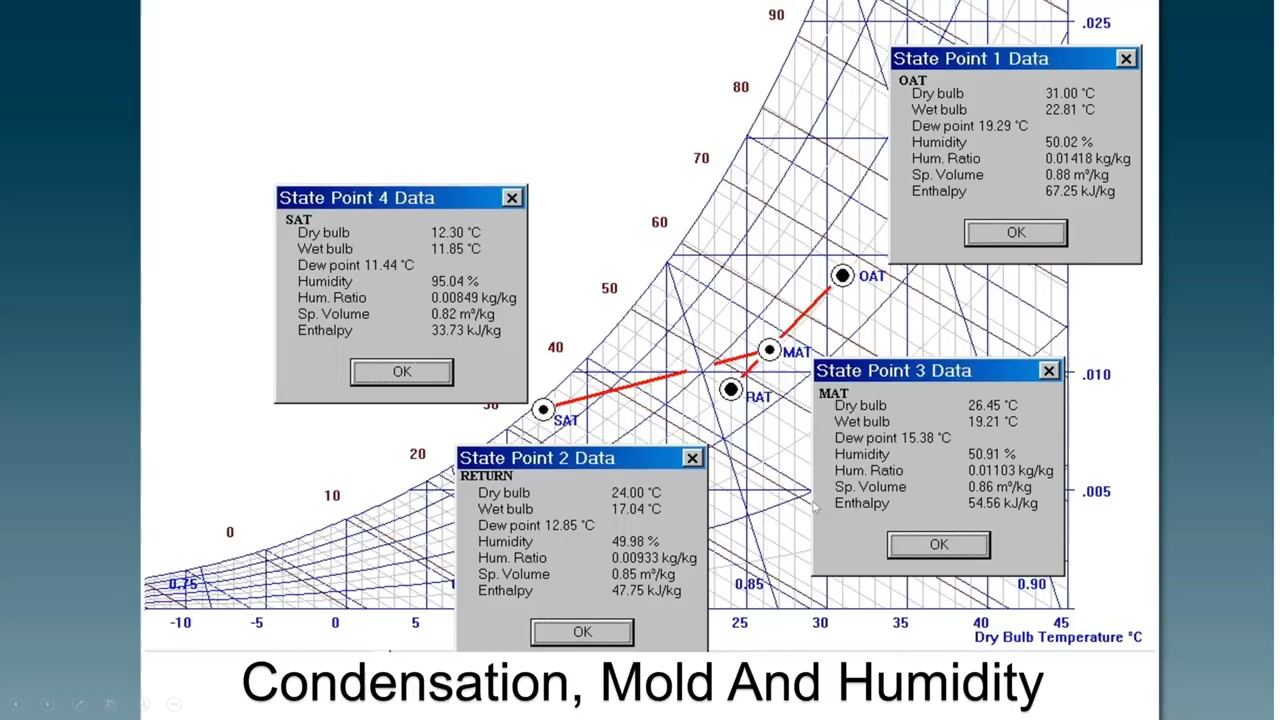 90
.025
80
70
60
50
40
30
20
10
0
State Point 1 Data
OAT
Dry bulb 31.00 °C
Wet bulb 22.81 °C
Dew point 19.29 °C
Humidity 50.02 %
Hum. Ratio 0.01418 kg/kg
Sp. Volume 0.88 m³/kg
Enthalpy 67.25 kJ/kg
OK
State Point 4 Data
SAT
Dry bulb 12.30 °C
Wet bulb 11.85 °C
Dew point 11.44 °C
Humidity 95.04 %
Hum. Ratio 0.00849 kg/kg
Sp. Volume 0.82 m³/kg
Enthalpy 33.73 kJ/kg
OK
OAT
MAT
RAT
SAT
State Point 3 Data
MAT
Dry bulb 26.45 °C
Wet bulb 19.21 °C
Dew point 15.38 °C
Humidity 50.91 %
Hum. Ratio 0.01103 kg/kg
Sp. Volume 0.86 m³/kg
Enthalpy 54.56 kJ/kg
OK
.010
.005
State Point 2 Data
RETURN
Dry bulb 24.00 °C
Wet bulb 17.04 °C
Dew point 12.85 °C
Humidity 49.98 %
Hum. Ratio 0.00933 kg/kg
Sp. Volume 0.85 m³/kg
Enthalpy 47.75 kJ/kg
OK
0.75 0.85 0.90
-10 -5 0 5 25 30 35 40 45
Dry Bulb Temperature °C
Condensation, Mold And Humidity